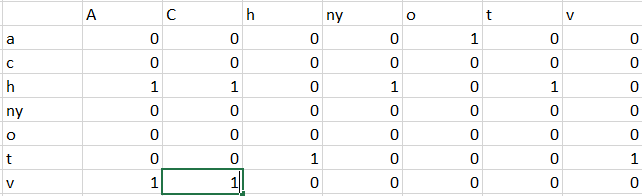 A C h ny o t v
a 0 0 0 0 1 0 0
c 0 0 0 0 0 0 0
h 1 1 0 1 0 1 0
ny 0 0 0 0 0 0 0
o 0 0 0 0 0 0 0
t 0 0 1 0 0 0 1
v 1 1 0 0 0 0 0